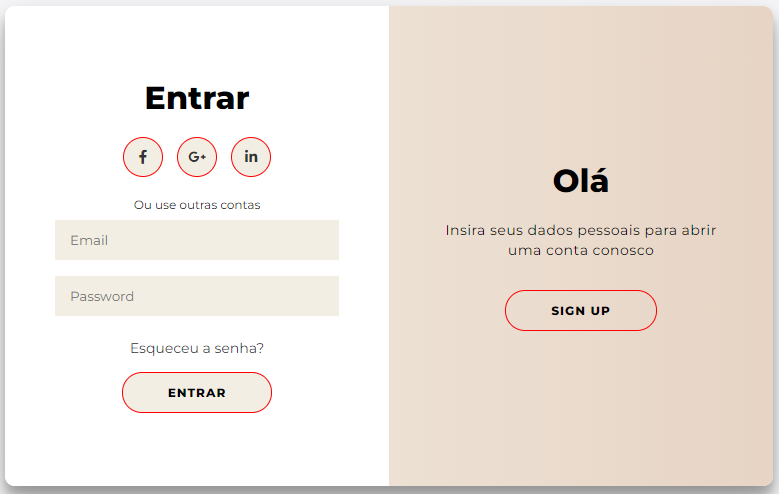 Entrar
f G+ in
Ou use outras contas
Email
Password
Esqueceu a senha?
ENTRAR
Olá
Insira seus dados pessoais para abrir
uma conta conosco
SIGN UP